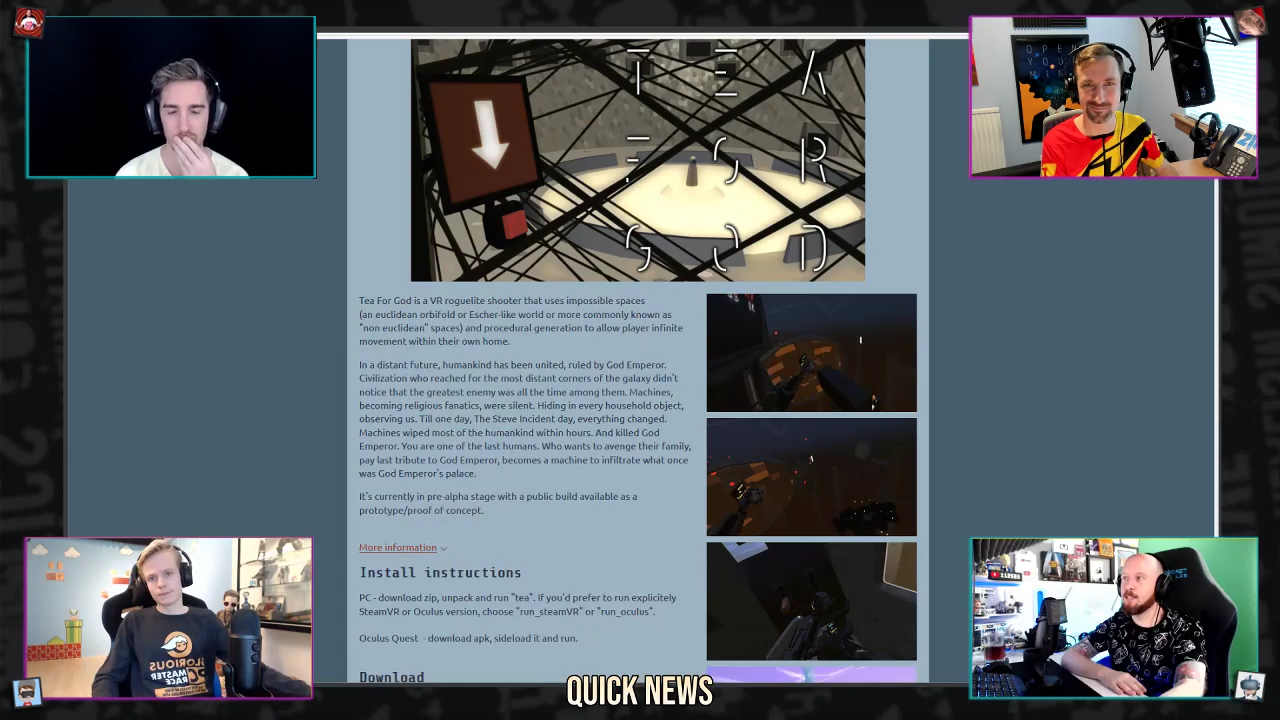 OPEN
YOUR
MIND
T E A
F O R
G O D
Tea For God is a VR roguelite shooter that uses impossible spaces
(an euclidean orbifold or Escher-like world or more commonly known as
"non euclidean" spaces) and procedural generation to allow player infinite
movement within their own home.
In a distant future, humankind has been united, ruled by God Emperor.
Civilization who reached for the most distant corners of the galaxy didn't
notice that the greatest enemy was all the time among them. Machines,
becoming religious fanatics, were silent. Hiding in every household object,
observing us. Till one day, The Steve Incident day, everything changed.
Machines wiped most of the humankind within hours. And killed God
Emperor. You are one of the last humans. Who wants to avenge their family,
pay last tribute to God Emperor, becomes a machine to infiltrate what once
was God Emperor's palace.
It's currently in pre-alpha stage with a public build available as a
prototype/proof of concept.
More information
Install instructions
PC - download zip, unpack and run "tea". If you'd prefer to run explicitely
SteamVR or Oculus version, choose "run_steamVR" or "run_oculus".
Oculus Quest - download apk, sideload it and run.
Download
GLORIOUS
PC
MASTER
RACE
QUICK NEWS